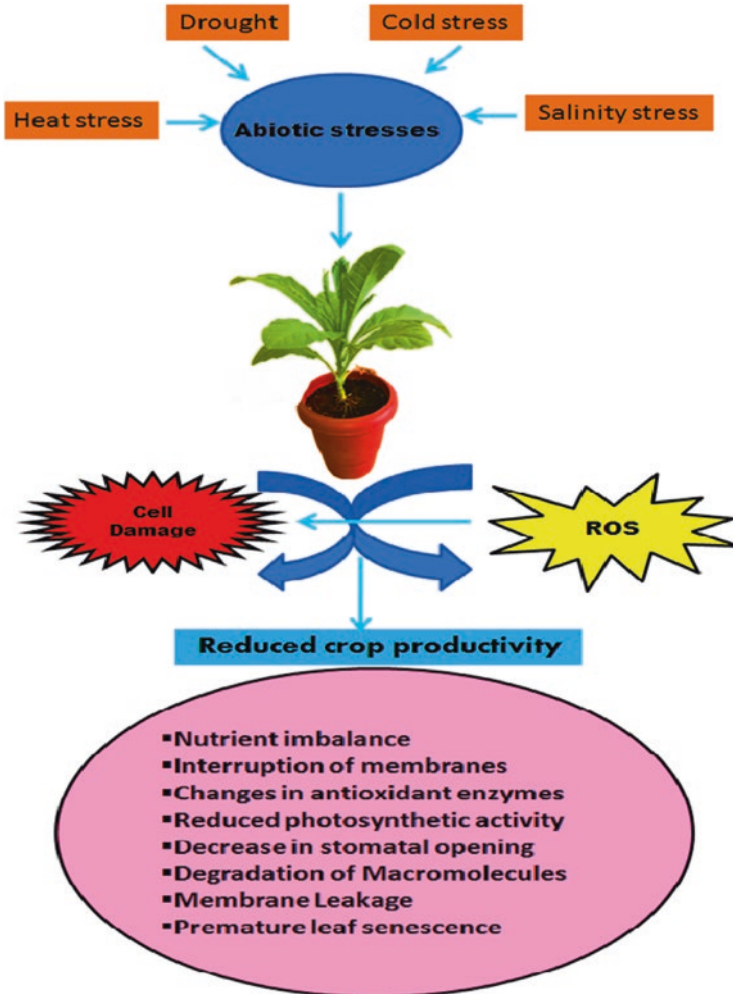 Drought
Cold stress
Heat stress
Abiotic stresses
Salinity stress
Cell
Damage
ROS
Reduced crop productivity
▪Nutrient imbalance
▪Interruption of membranes
▪Changes in antioxidant enzymes
▪Reduced photosynthetic activity
▪Decrease in stomatal opening
▪Degradation of Macromolecules
▪Membrane Leakage
▪Premature leaf senescence